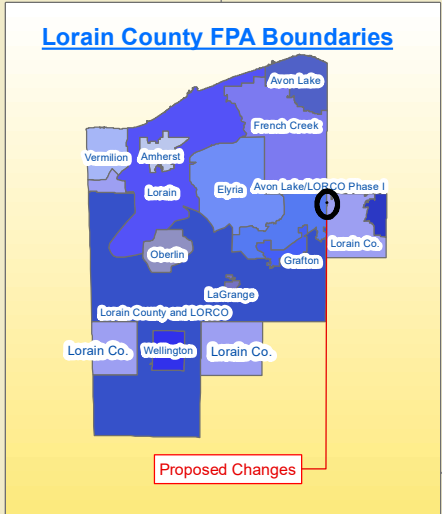 Lorain County FPA Boundaries
Avon Lake
French Creek
Vermilion
Amherst
Lorain
Elyria
Avon Lake/LORCO Phase I
Lorain Co.
Oberlin
Grafton
LaGrange
Lorain County and LORCO
Lorain Co.
Wellington
Lorain Co.
Proposed Changes